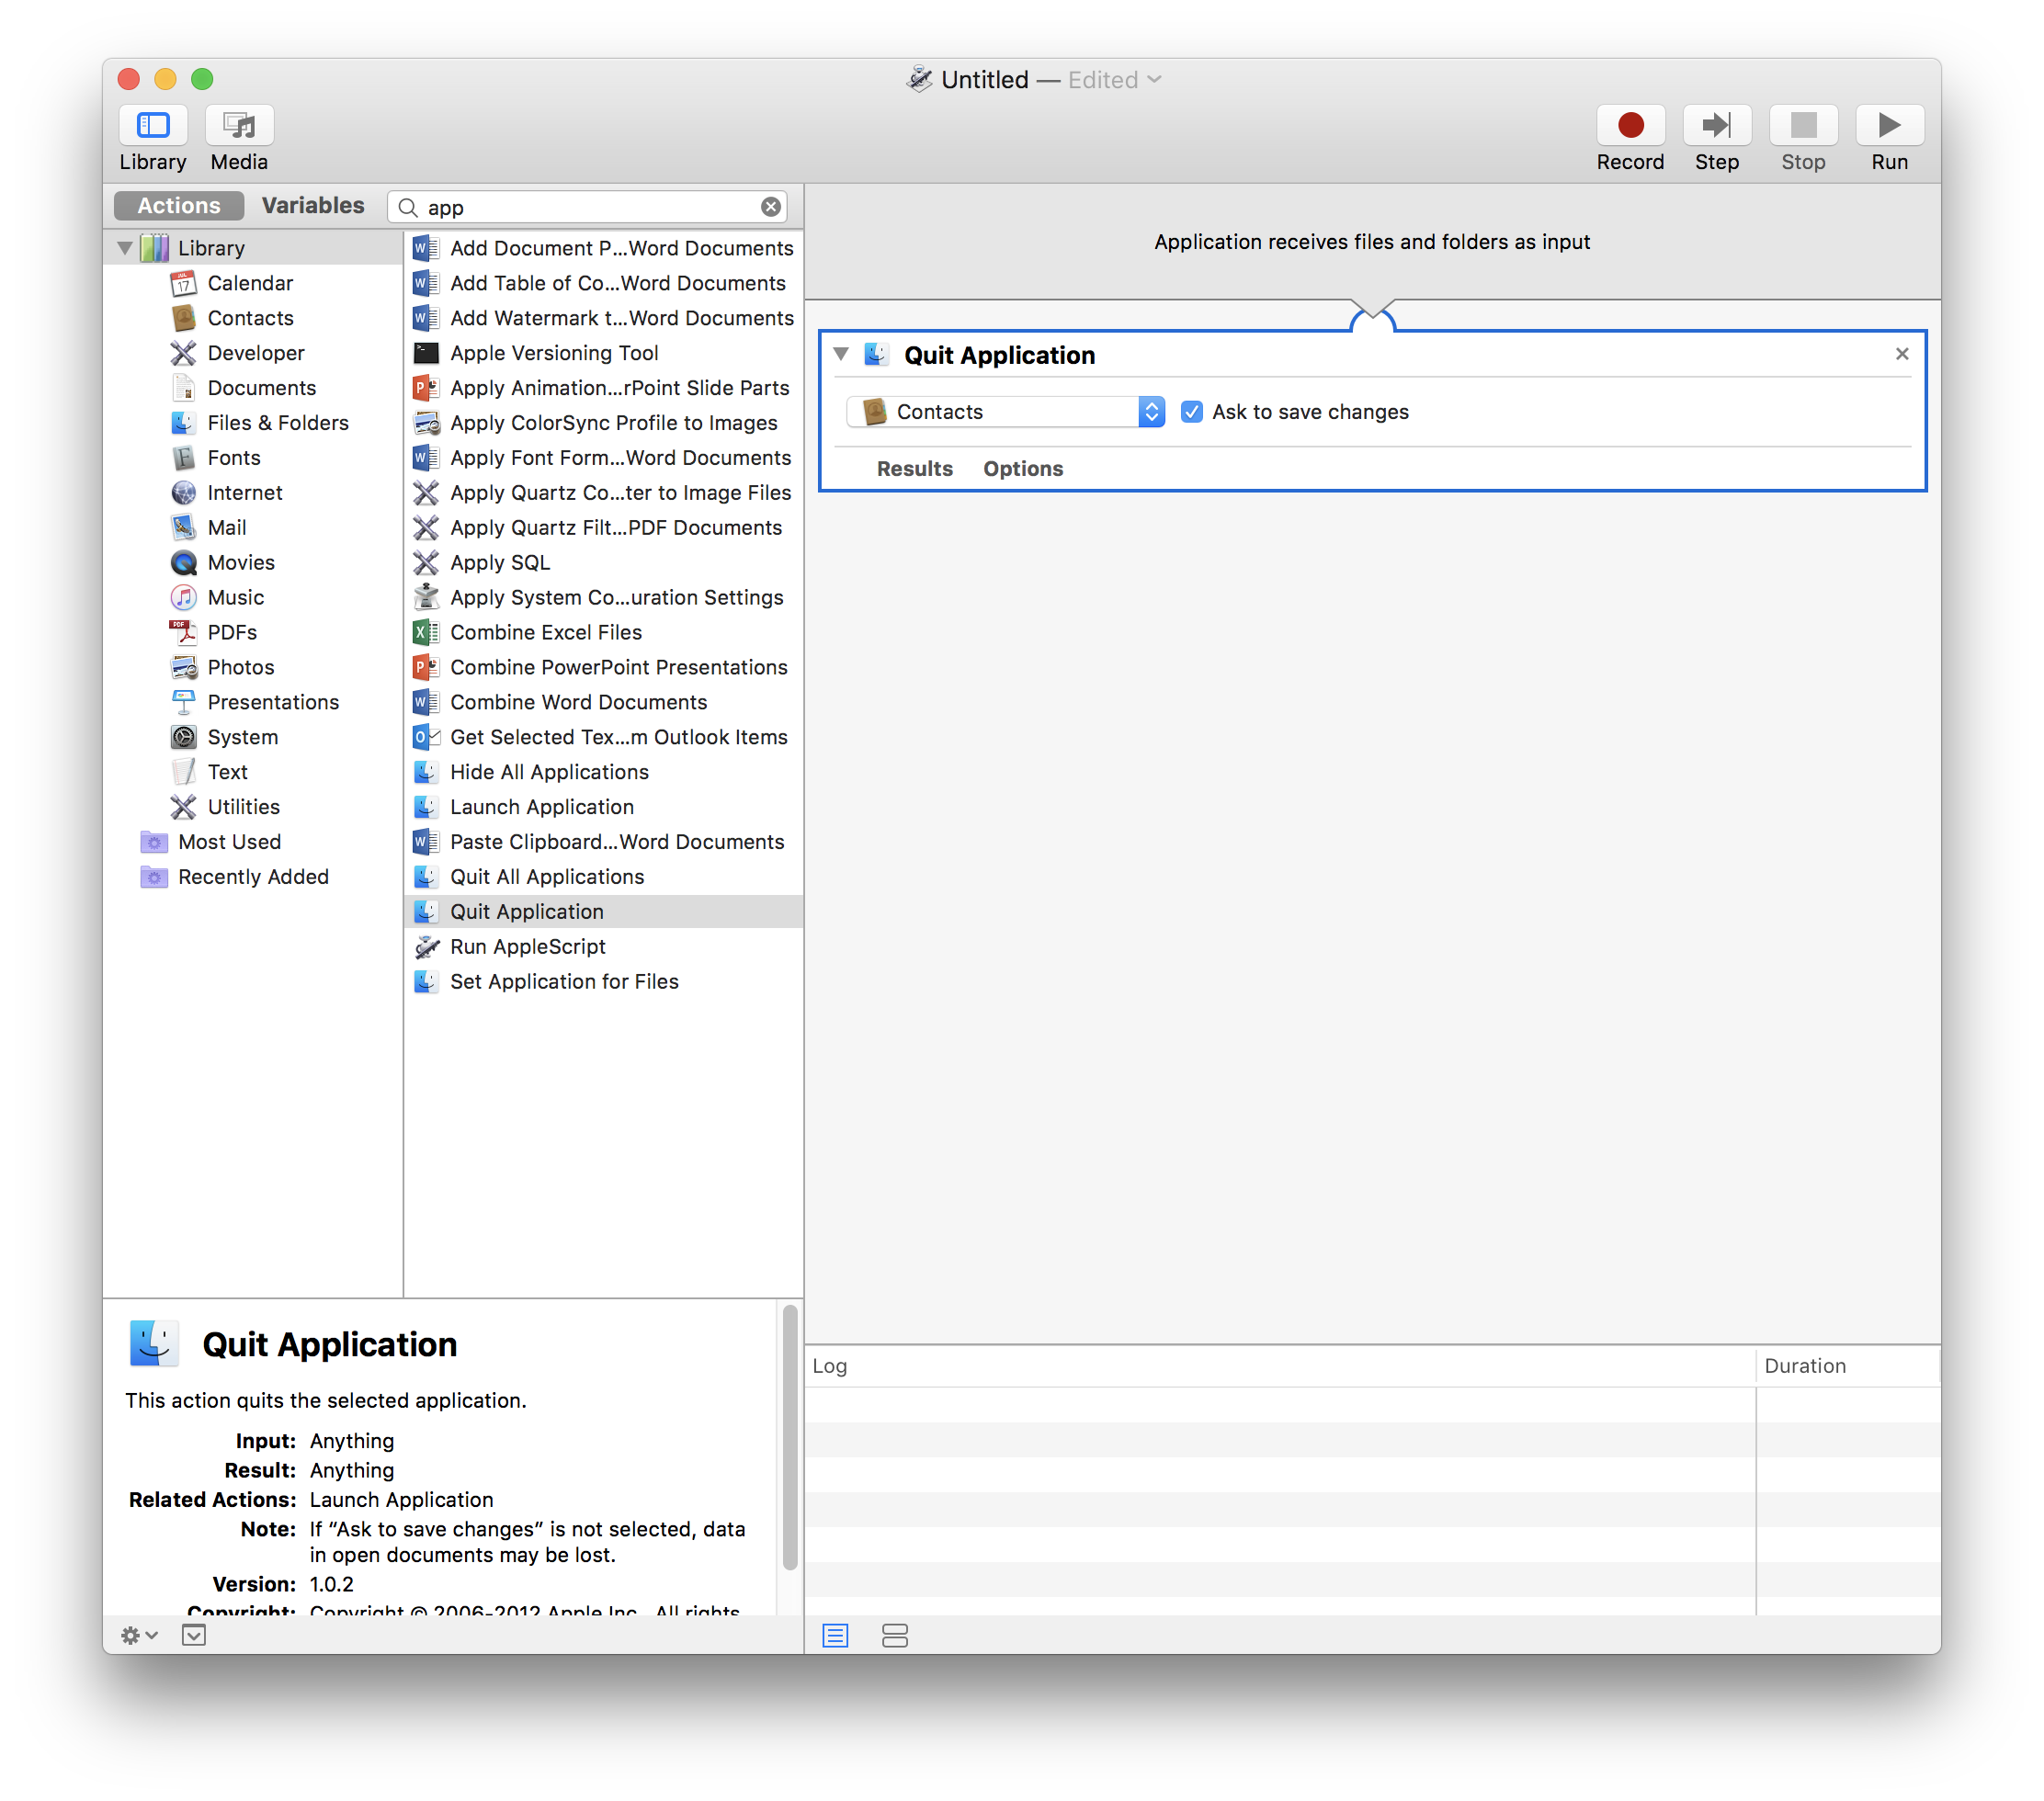 Untitled — Edited
Library
Media
Record
Step
Stop
Run
Actions
Variables
app
Application receives files and folders as input
Library
Calendar
Contacts
Developer
Documents
Files & Folders
Fonts
Internet
Mail
Movies
Music
PDFs
Photos
Presentations
System
Text
Utilities
Most Used
Recently Added
Add Document P...Word Documents
Add Table of Co...Word Documents
Add Watermark t...Word Documents
Apple Versioning Tool
Apply Animation...rPoint Slide Parts
Apply ColorSync Profile to Images
Apply Font Form...Word Documents
Apply Quartz Co...ter to Image Files
Apply Quartz Filt...PDF Documents
Apply SQL
Apply System Co...uration Settings
Combine Excel Files
Combine PowerPoint Presentations
Combine Word Documents
Get Selected Tex...m Outlook Items
Hide All Applications
Launch Application
Paste Clipboard...Word Documents
Quit All Applications
Quit Application
Run AppleScript
Set Application for Files
Quit Application
Contacts
Ask to save changes
Results Options
Quit Application
This action quits the selected application.
Input: Anything
Result: Anything
Related Actions: Launch Application
Note: If “Ask to save changes” is not selected, data
in open documents may be lost.
Version: 1.0.2
Copyright: Copyright © 2006-2012 Apple Inc. All rights
Log
Duration